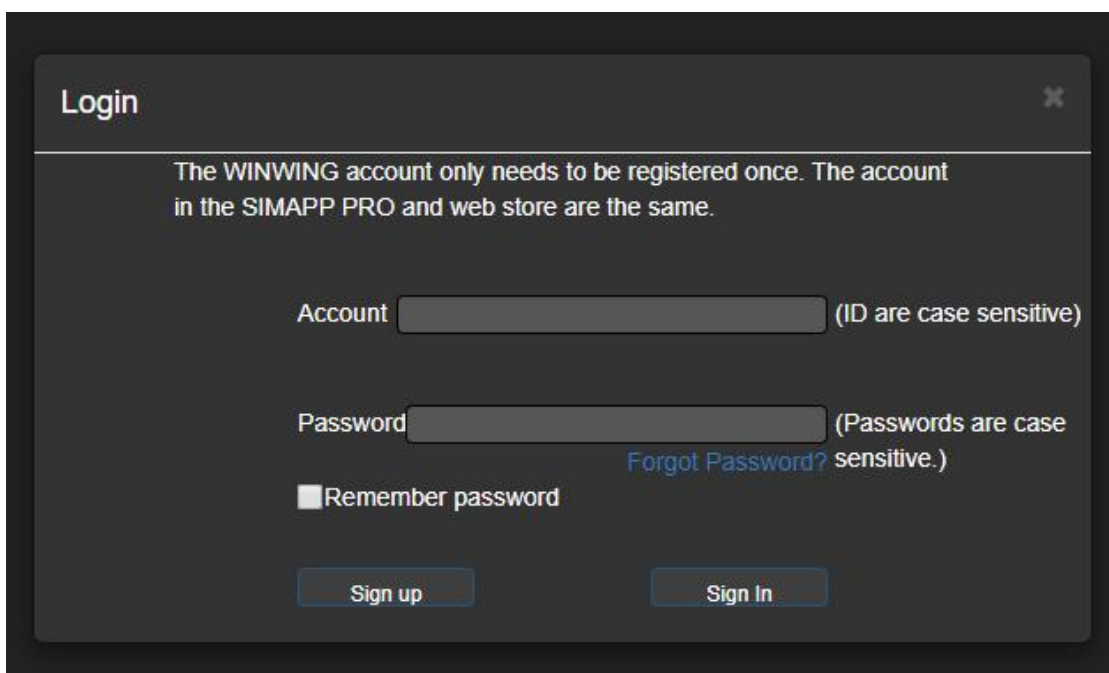 Login
The WINWING account only needs to be registered once. The account
in the SIMAPP PRO and web store are the same.
Account (ID are case sensitive)
Password (Passwords are case
Forgot Password? sensitive.)
Remember password
Sign up Sign In